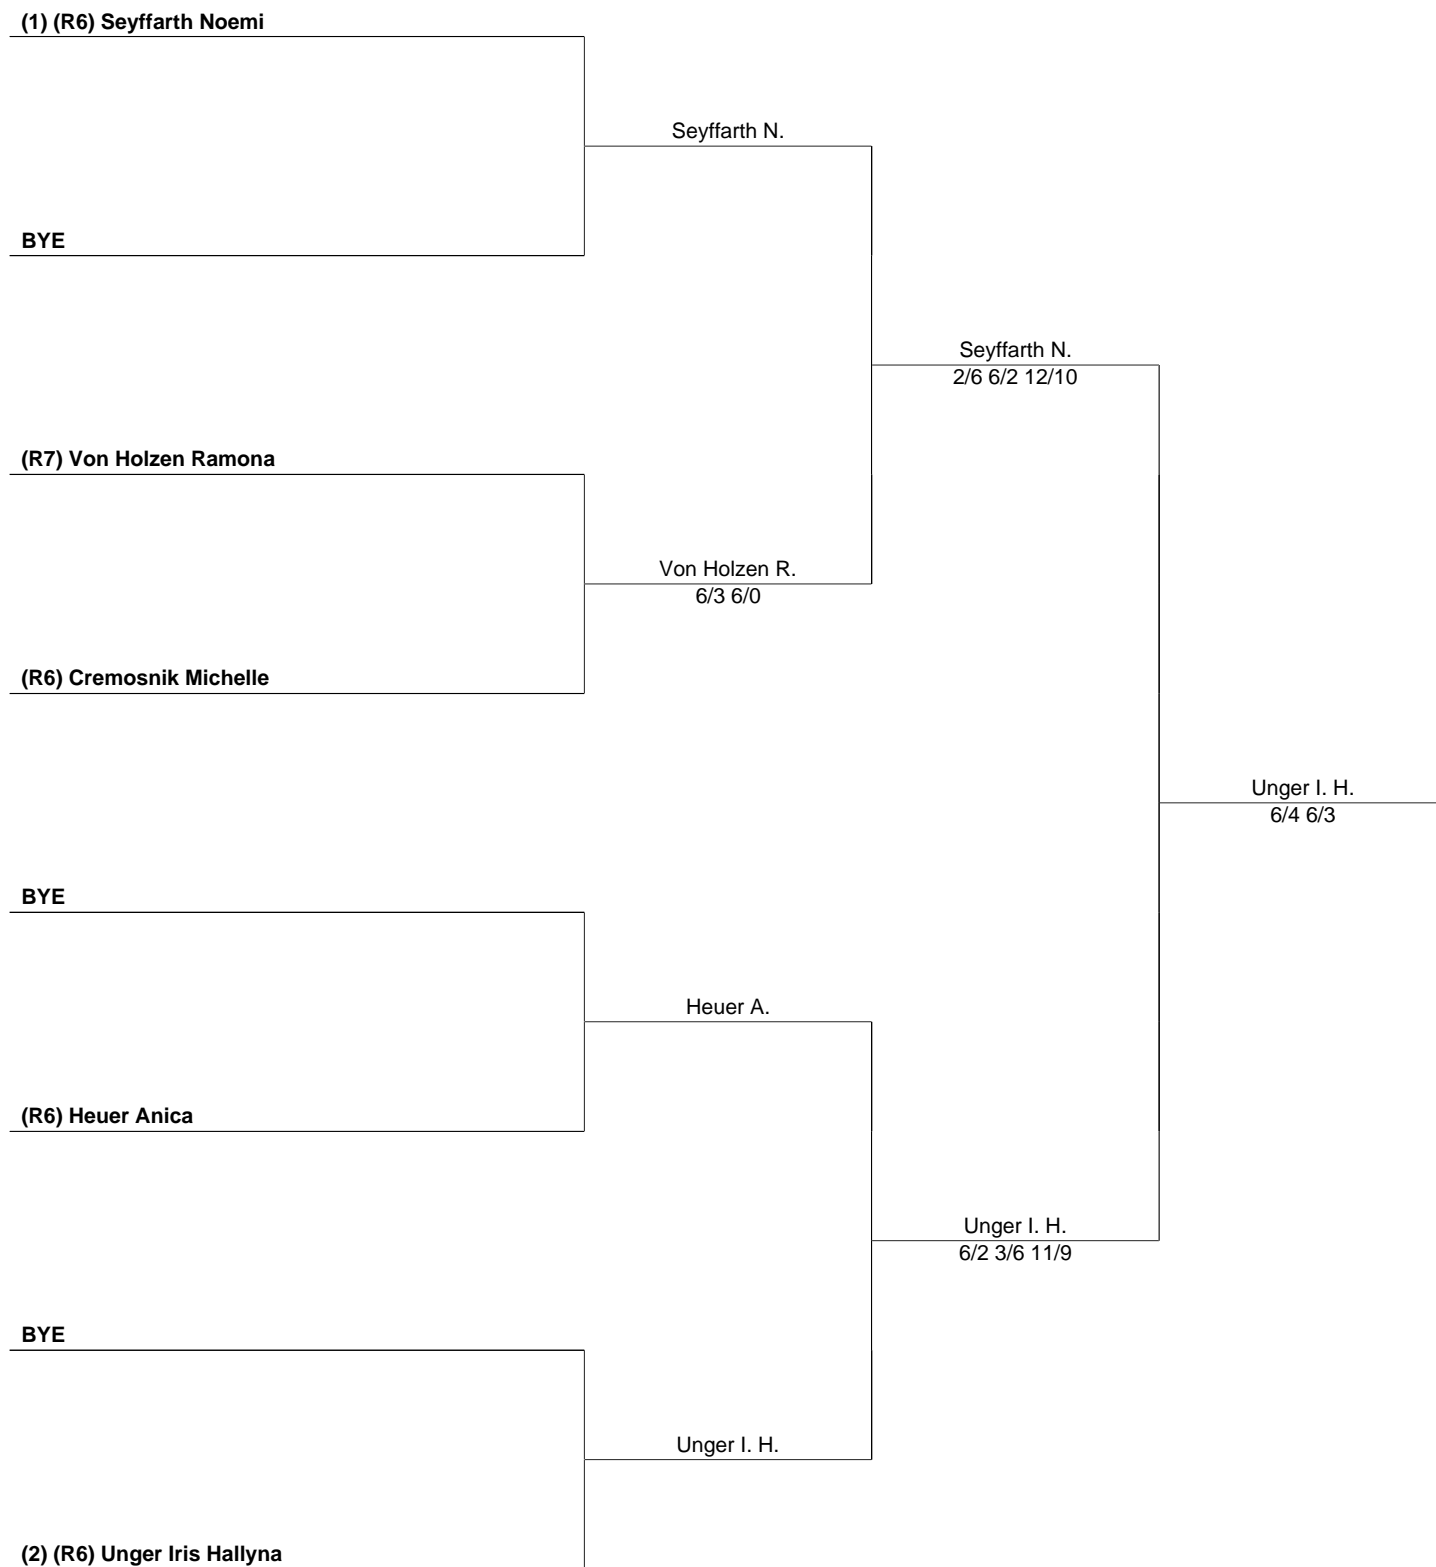 (1) (R6) Seyffarth Noemi
Seyffarth N.
BYE
Seyffarth N.
2/6 6/2 12/10
(R7) Von Holzen Ramona
Von Holzen R.
6/3 6/0
(R6) Cremosnik Michelle
Unger I. H.
6/4 6/3
BYE
Heuer A.
(R6) Heuer Anica
Unger I. H.
6/2 3/6 11/9
BYE
Unger I. H.
(2) (R6) Unger Iris Hallyna